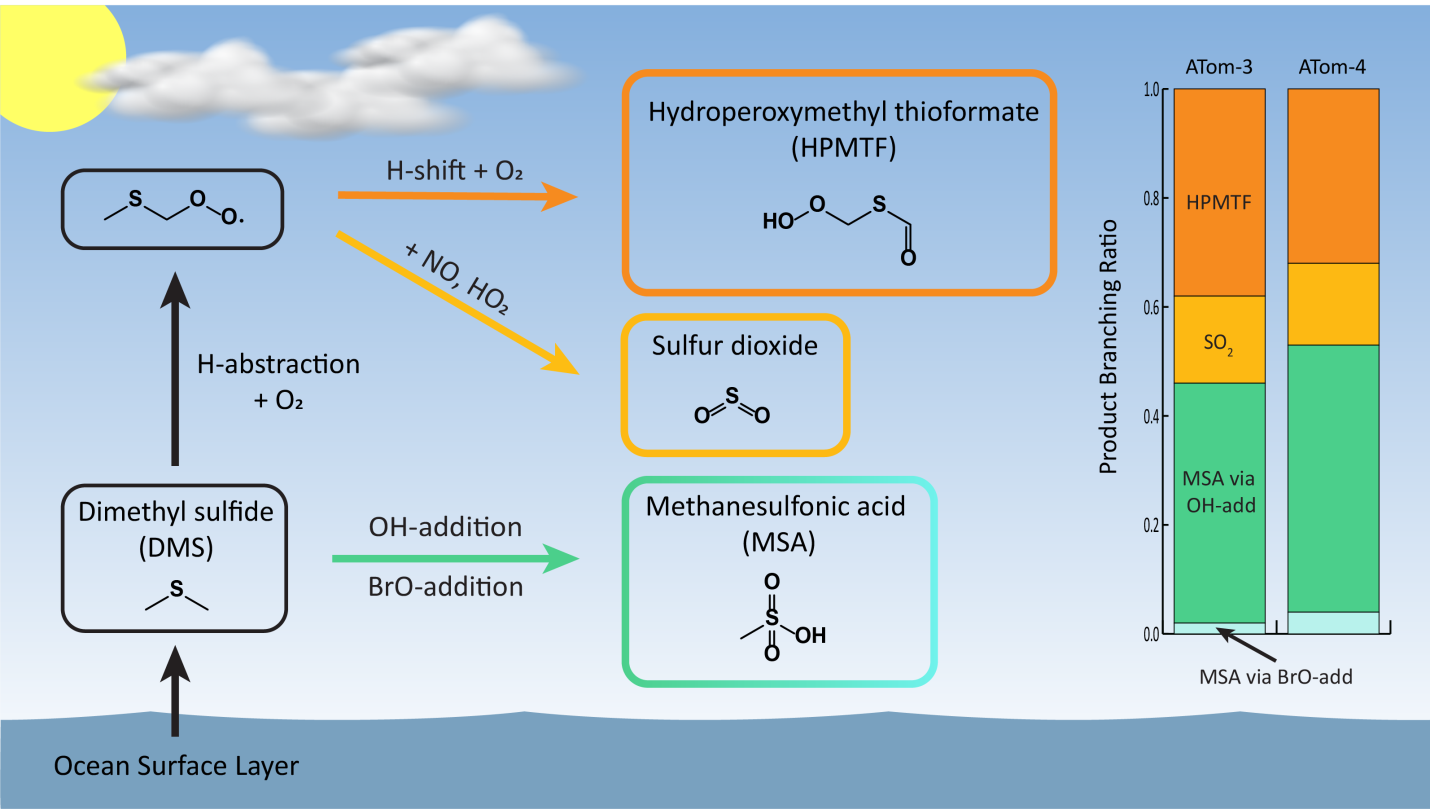 Hydroperoxymethyl thioformate
(HPMTF)
HO
O
S
O
H-shift + O₂
S
O
O·
+ NO, HO₂
Sulfur dioxide
O
S
O
H-abstraction
+ O₂
Dimethyl sulfide
(DMS)
S
OH-addition
BrO-addition
Methanesulfonic acid
(MSA)
O
S
OH
O
Ocean Surface Layer
ATom-3
ATom-4
Product Branching Ratio
1.0
0.8
0.6
0.4
0.2
0.0
HPMTF
SO₂
MSA via
OH-add
MSA via BrO-add